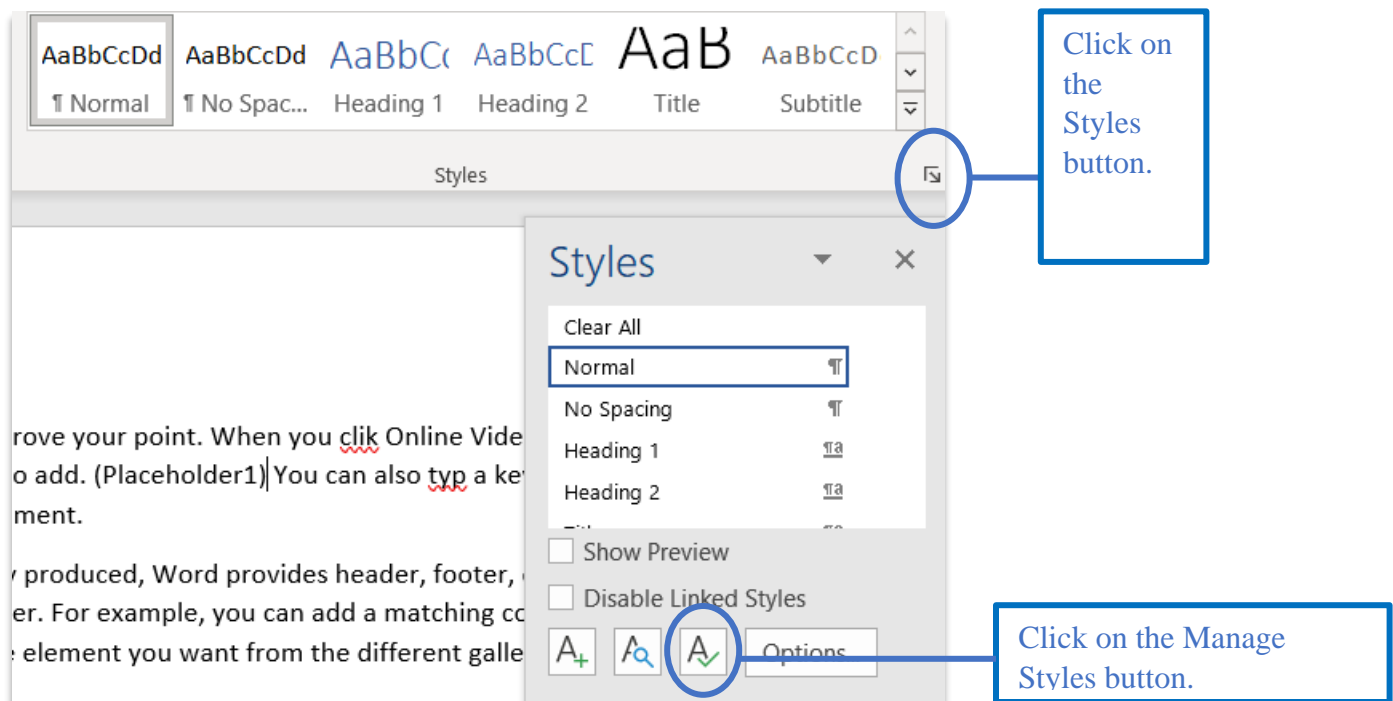 AaBbCcDd AaBbCcDd AaBbC( AaBbCcE AaB AaBbCcD
¶ Normal ¶ No Spac... Heading 1 Heading 2 Title Subtitle
Styles
Click on
the
Styles
button.
Styles
Clear All
Normal ¶
No Spacing ¶
Heading 1 ¶a
Heading 2 ¶a
Show Preview
Disable Linked Styles
Options...
rove your point. When you clik Online Vide
o add. (Placeholder1) You can also typ a ke
ment.
y produced, Word provides header, footer,
er. For example, you can add a matching co
element you want from the different galle
Click on the Manage
Styles button.